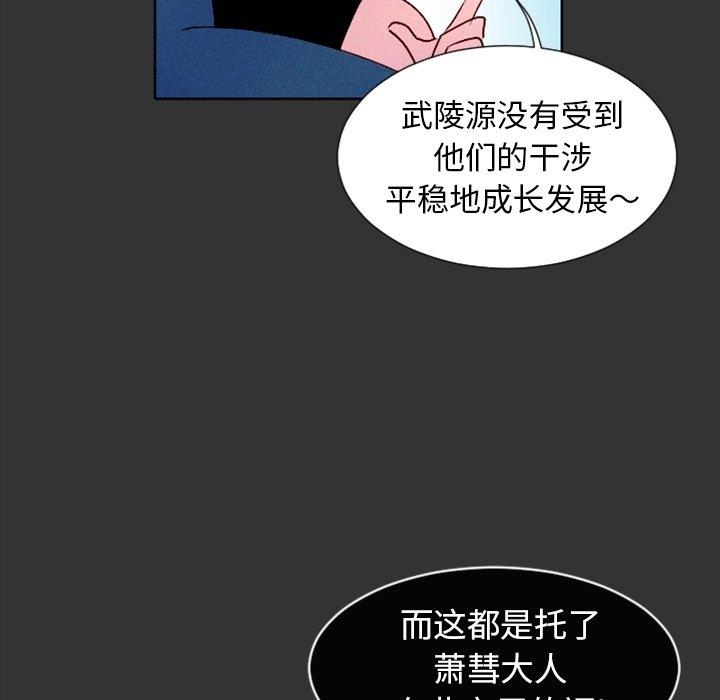 武陵源没有受到
他们的干涉
平稳地成长发展～
而这都是托了
萧彗大人